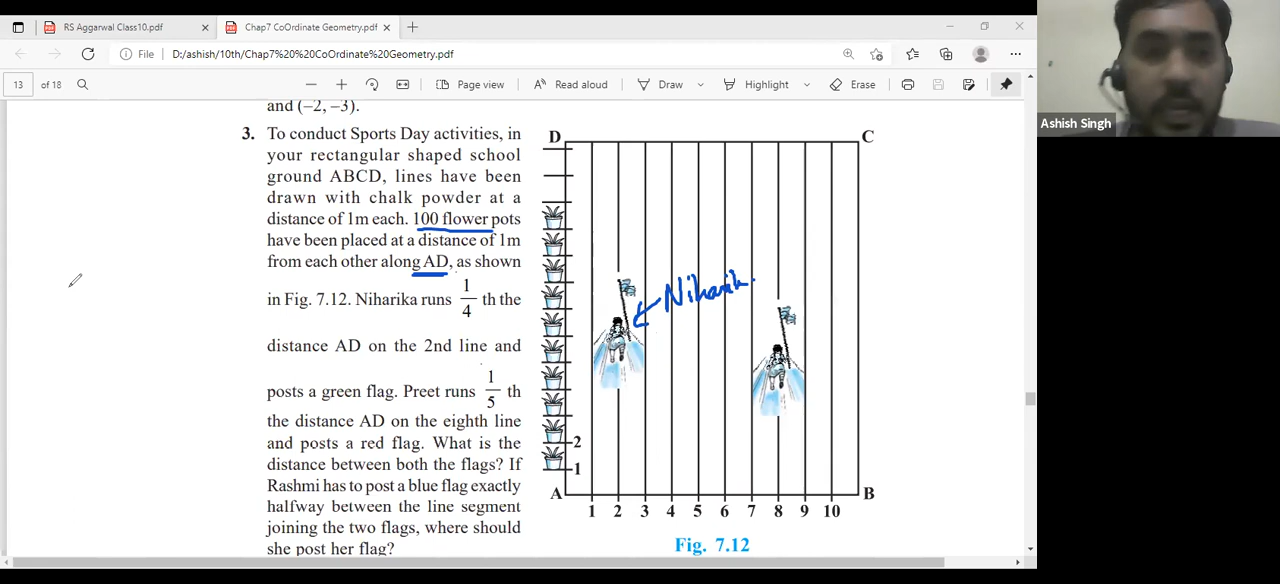 RS Aggarwal Class10.pdf
Chap7 CoOrdinate Geometry.pdf
File
D:/ashish/10th/Chap7%20%20CoOrdinate%20Geometry.pdf
13 of 18
Page view
Read aloud
Draw
Highlight
Erase
Ashish Singh
and (–2, –3).
3. To conduct Sports Day activities, in
your rectangular shaped school
ground ABCD, lines have been
drawn with chalk powder at a
distance of 1m each. 100 flower pots
have been placed at a distance of 1m
from each other along AD, as shown
in Fig. 7.12. Niharika runs 1/4 th the
distance AD on the 2nd line and
posts a green flag. Preet runs 1/5 th
the distance AD on the eighth line
and posts a red flag. What is the
distance between both the flags? If
Rashmi has to post a blue flag exactly
halfway between the line segment
joining the two flags, where should
she post her flag?
D C
Niharik
2
1
A B
1 2 3 4 5 6 7 8 9 10
Fig. 7.12